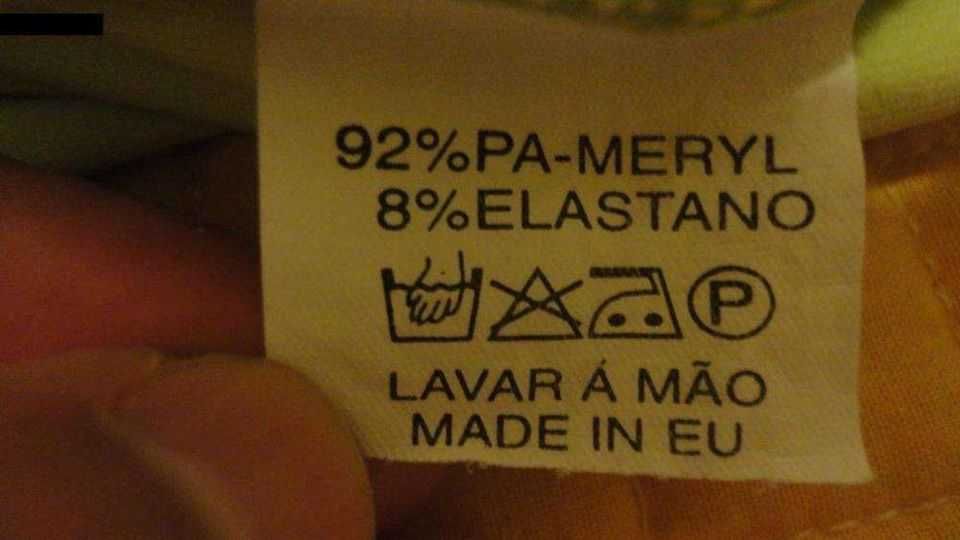 92%PA-MERYL
8%ELASTANO
P
LAVAR Á MÃO
MADE IN EU